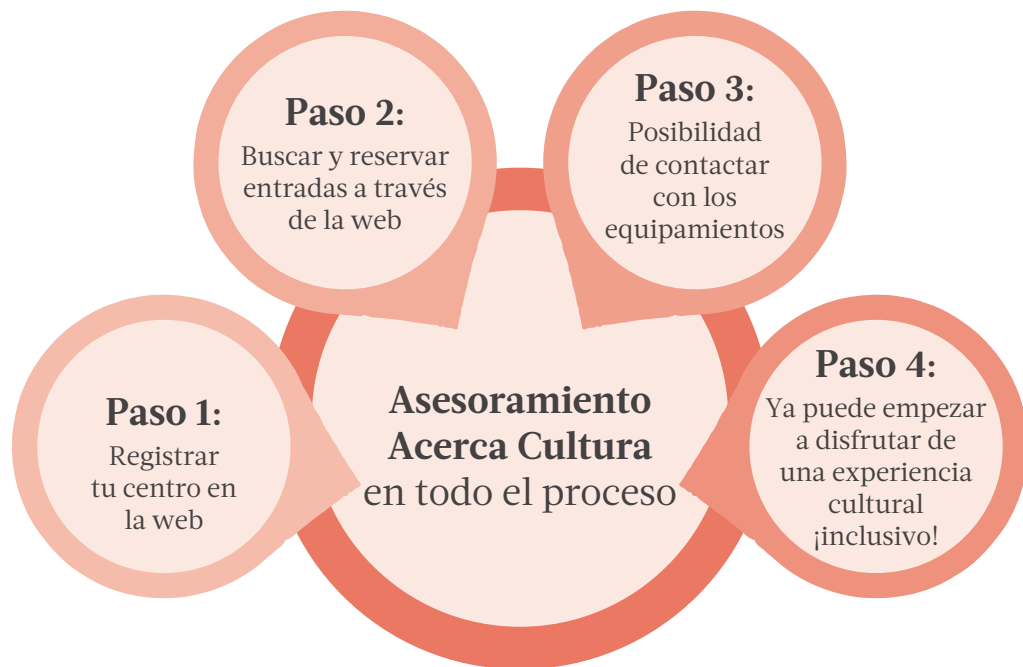 Paso 1:
Registrar
tu centro en
la web
Paso 2:
Buscar y reservar
entradas a través
de la web
Paso 3:
Posibilidad
de contactar
con los
equipamientos
Paso 4:
Ya puede empezar
a disfrutar de
una experiencia
cultural
¡inclusivo!
Asesoramiento
Acerca Cultura
en todo el proceso